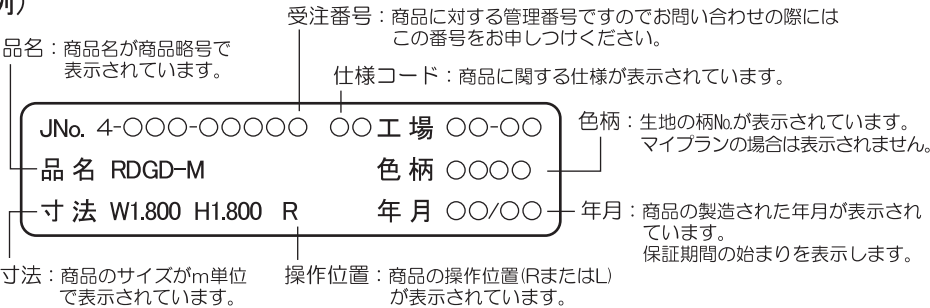 例)
受注番号：商品に対する管理番号ですのでお問い合わせの際には
この番号をお申しつけください。
品名：商品名が商品略号で
表示されています。
仕様コード：商品に関する仕様が表示されています。
JNo. 4-○○○-○○○○○ ○○工場 ○○-○○
品名 RDGD-M 色柄 ○○○○
寸法 W1.800 H1.800 R 年月 ○○/○○
色柄：生地の柄No.が表示されています。
マイプランの場合は表示されません。
年月：商品の製造された年月が表示され
ています。
保証期間の始まりを表示します。
寸法：商品のサイズがm単位
で表示されています。
操作位置：商品の操作位置(RまたはL)
が表示されています。